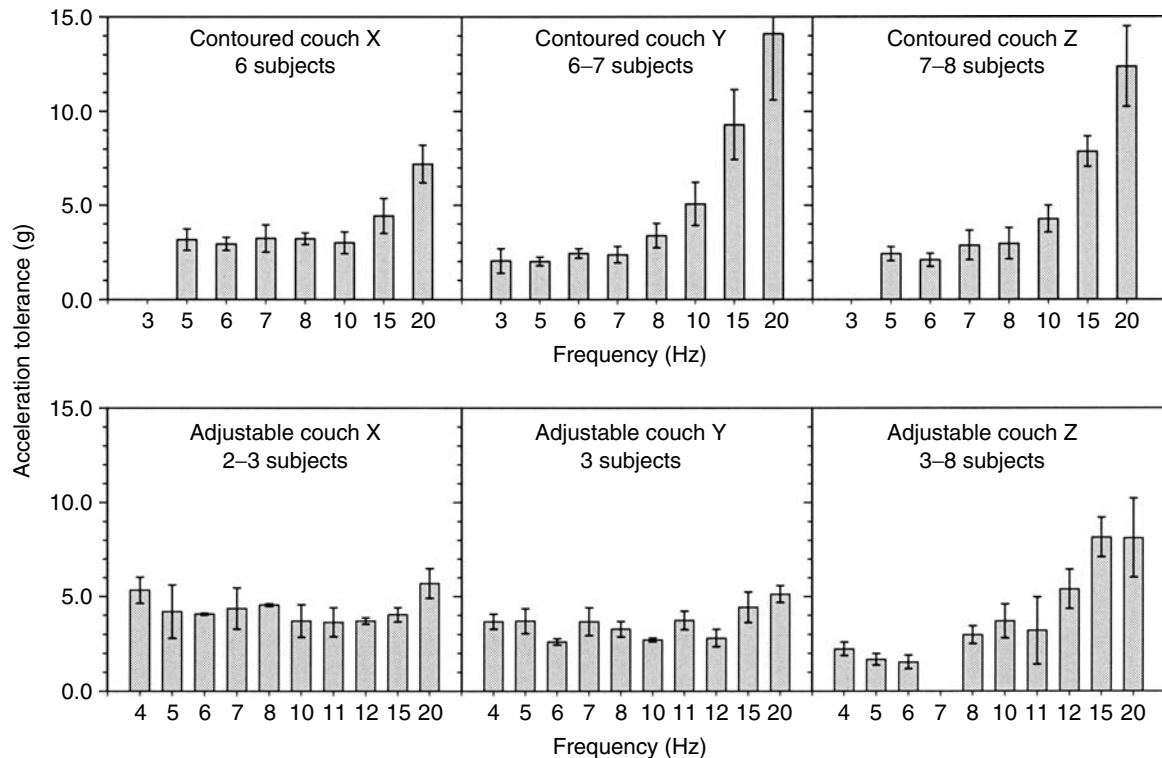 Acceleration tolerance (g)
15.0
10.0
5.0
0.0
Contoured couch X
6 subjects
3 5 6 7 8 10 15 20
Contoured couch Y
6–7 subjects
3 5 6 7 8 10 15 20
Contoured couch Z
7–8 subjects
3 5 6 7 8 10 15 20
Frequency (Hz)
15.0
10.0
5.0
0.0
Adjustable couch X
2–3 subjects
4 5 6 7 8 10 11 12 15 20
Adjustable couch Y
3 subjects
4 5 6 7 8 10 11 12 15 20
Adjustable couch Z
3–8 subjects
4 5 6 7 8 10 11 12 15 20
Frequency (Hz)